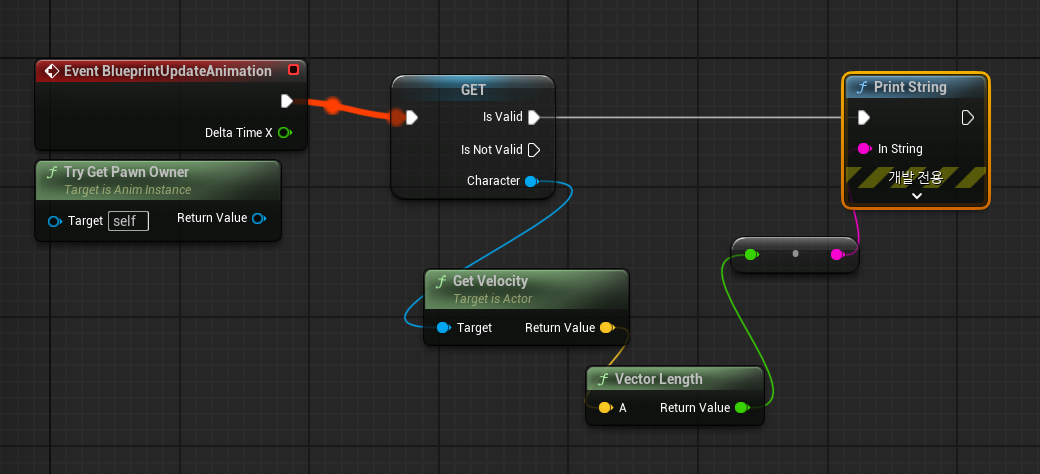 Event BlueprintUpdateAnimation
Delta Time X
Try Get Pawn Owner
Target is Anim Instance
Target self Return Value
GET
Is Valid
Is Not Valid
Character
Get Velocity
Target is Actor
Target Return Value
Vector Length
A Return Value
Print String
In String
개발 전용